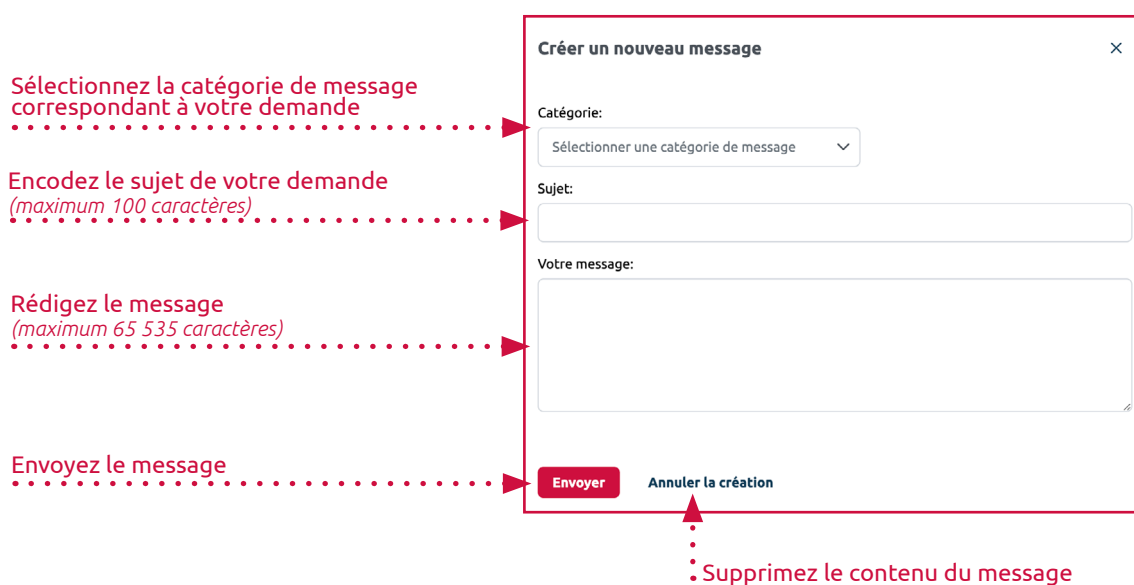 Créer un nouveau message
Sélectionnez la catégorie de message
correspondant à votre demande
Catégorie:
Sélectionner une catégorie de message
Encodez le sujet de votre demande
(maximum 100 caractères)
Sujet:
Votre message:
Rédigez le message
(maximum 65 535 caractères)
Envoyez le message
Envoyer
Annuler la création
Supprimez le contenu du message